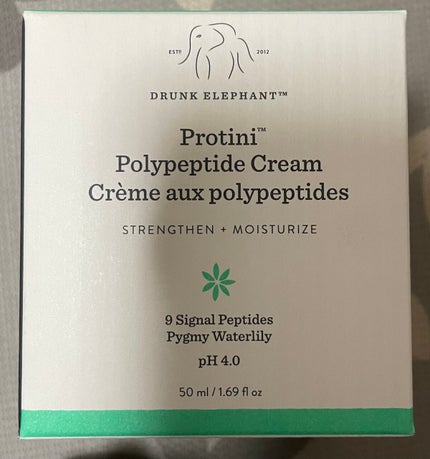 ESTD 2012
DRUNK ELEPHANT™
Protini™
Polypeptide Cream
Crème aux polypeptides
STRENGTHEN + MOISTURIZE
9 Signal Peptides
Pygmy Waterlily
pH 4.0
50 ml / 1.69 fl oz